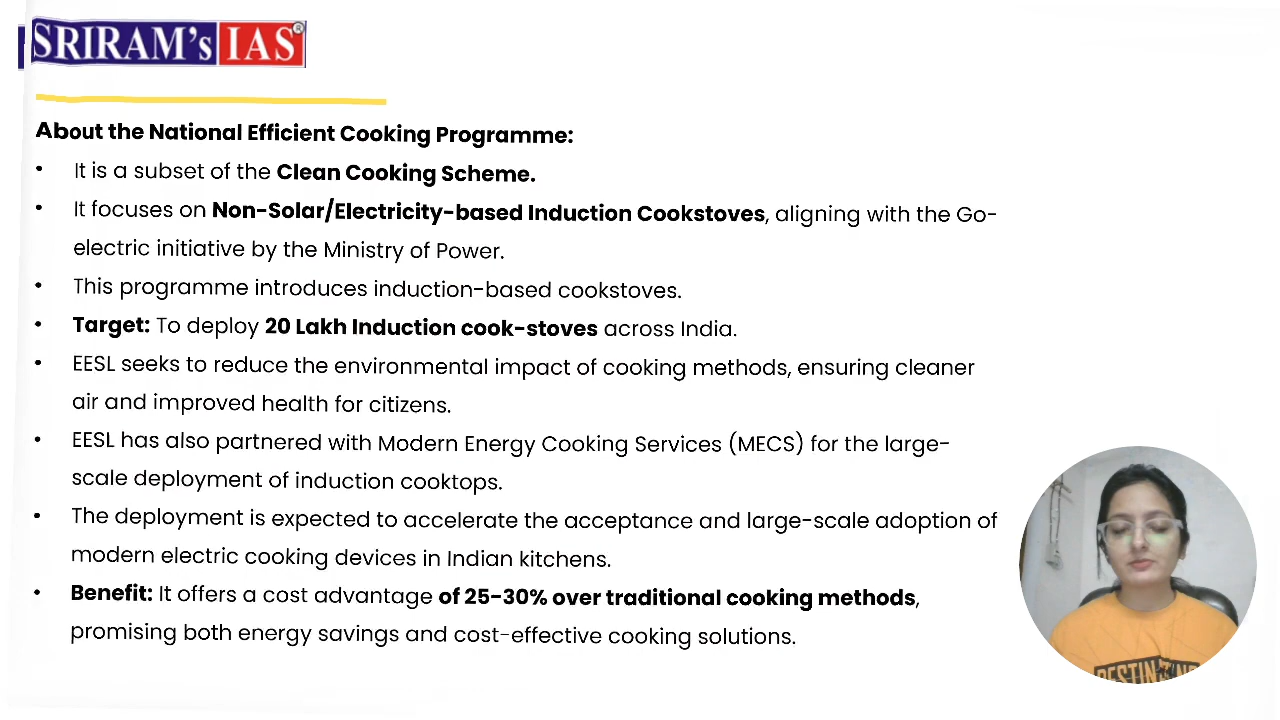 SRIRAM's IAS®
About the National Efficient Cooking Programme:
• It is a subset of the Clean Cooking Scheme.
• It focuses on Non-Solar/Electricity-based Induction Cookstoves, aligning with the Go-
electric initiative by the Ministry of Power.
• This programme introduces induction-based cookstoves.
• Target: To deploy 20 Lakh Induction cook-stoves across India.
• EESL seeks to reduce the environmental impact of cooking methods, ensuring cleaner
air and improved health for citizens.
• EESL has also partnered with Modern Energy Cooking Services (MECS) for the large-
scale deployment of induction cooktops.
• The deployment is expected to accelerate the acceptance and large-scale adoption of
modern electric cooking devices in Indian kitchens.
• Benefit: It offers a cost advantage of 25-30% over traditional cooking methods,
promising both energy savings and cost-effective cooking solutions.